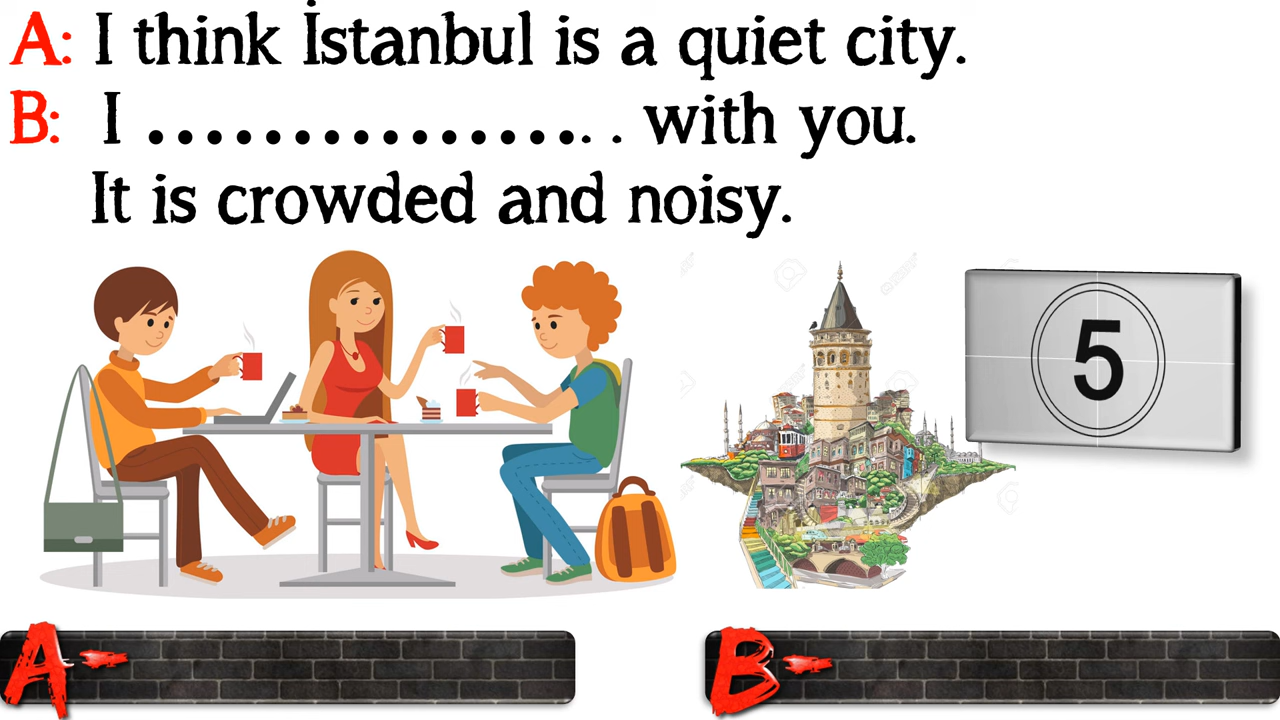 A: I think İstanbul is a quiet city.
B: I ................. with you.
It is crowded and noisy.
5
A-
B-